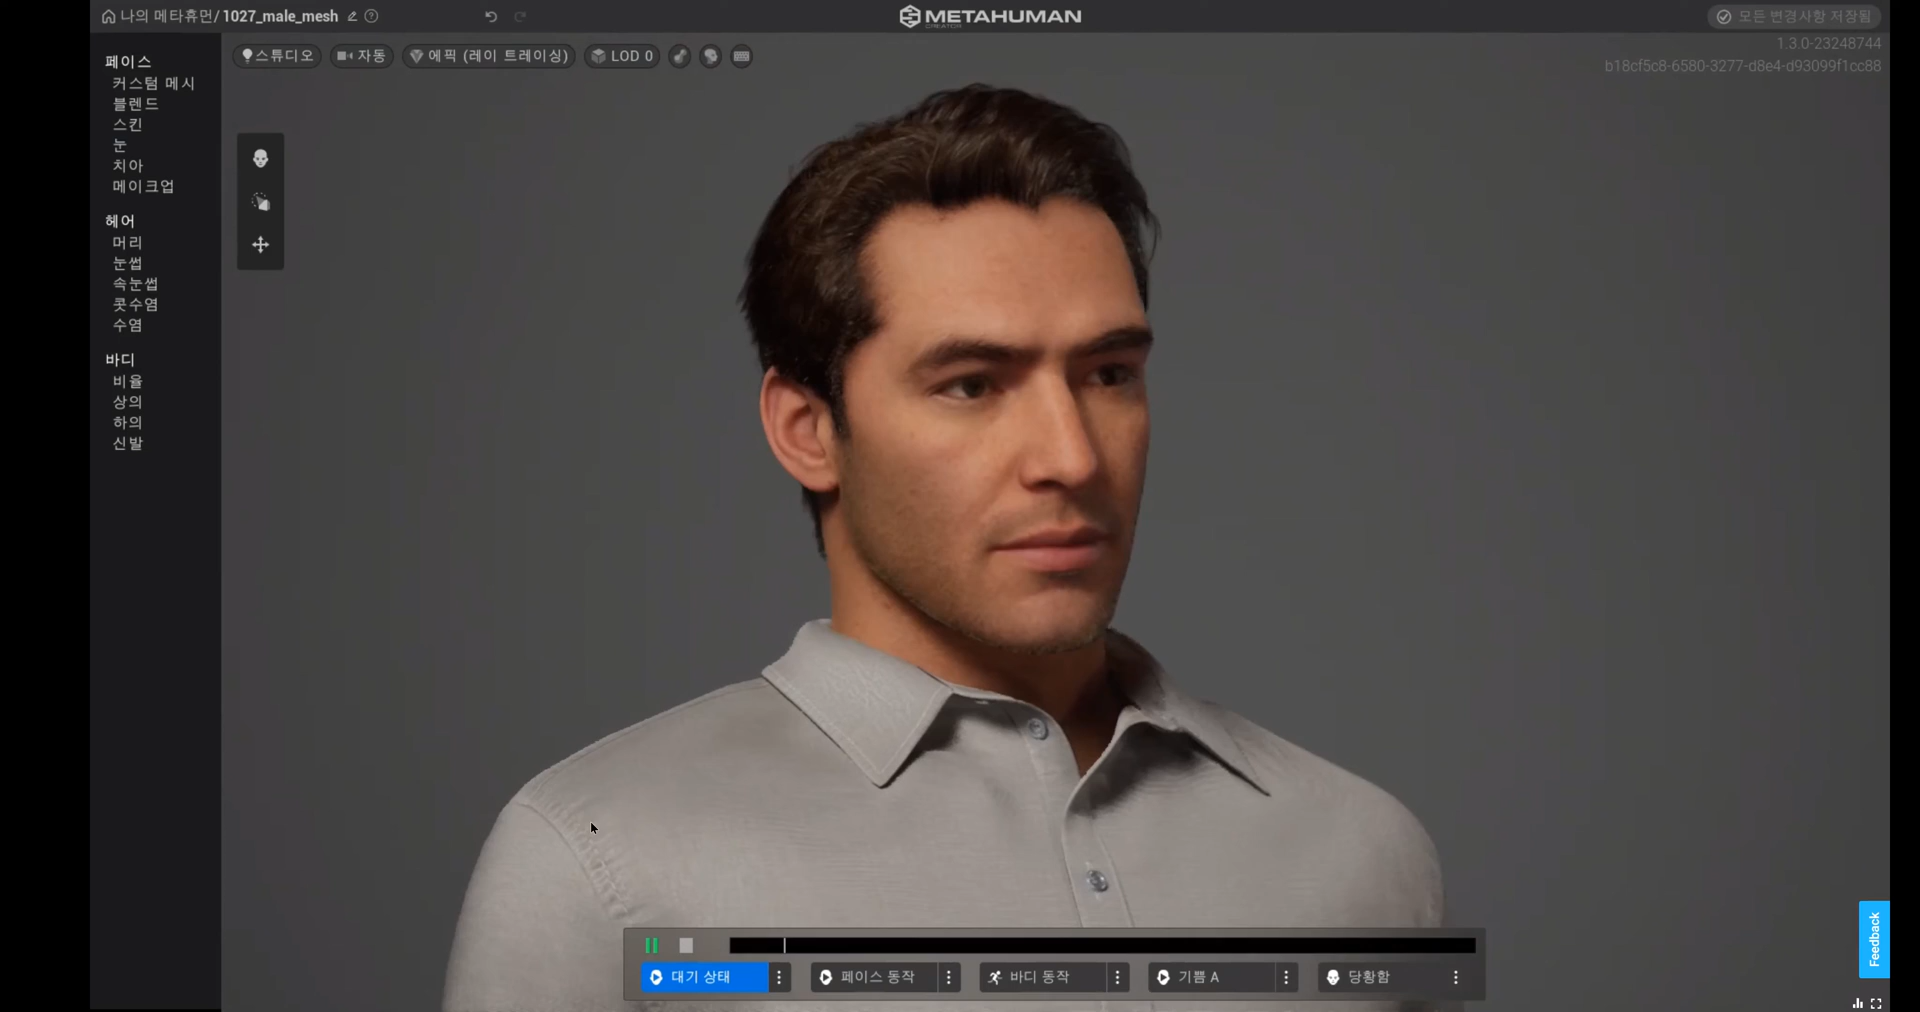 나의 메타휴먼/ 1027_male_mesh
METAHUMAN
CREATOR
모든 변경사항 저장됨
1.3.0-23248744
b18cf5c8-6580-3277-d8e4-d93099f1cc88
스튜디오
자동
에픽 (레이 트레이싱)
LOD 0
페이스
커스텀 메시
블렌드
스킨
눈
치아
메이크업
헤어
머리
눈썹
속눈썹
콧수염
수염
바디
비율
상의
하의
신발
대기 상태
페이스 동작
바디 동작
기쁨 A
당황함
Feedback